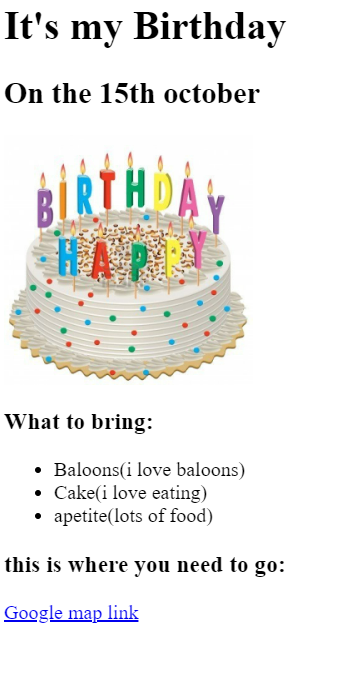 It's my Birthday
On the 15th october
BIRTHDAY
HAPPY
What to bring:
Baloons(i love baloons)
Cake(i love eating)
apetite(lots of food)
this is where you need to go:
Google map link